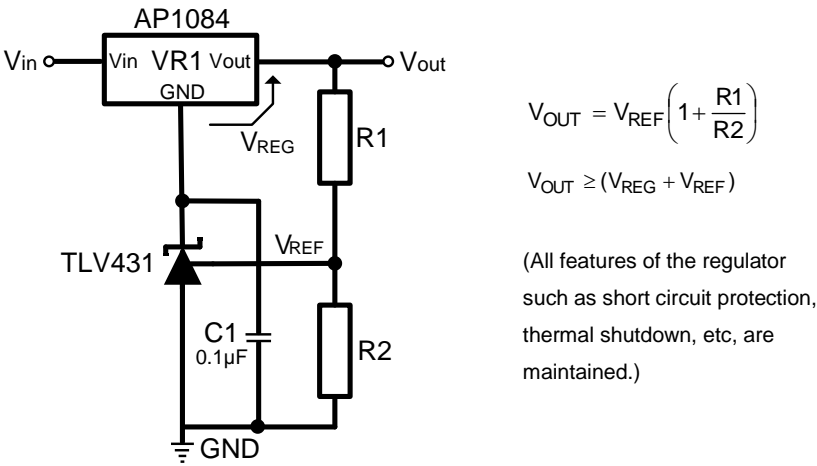 AP1084
Vin
Vin VR1 Vout
Vout
GND
VREG
R1
VREF
TLV431
C1
0.1µF
R2
GND
VOUT = VREF(1 + R1/R2)
VOUT ≥ (VREG + VREF)
(All features of the regulator
such as short circuit protection,
thermal shutdown, etc, are
maintained.)